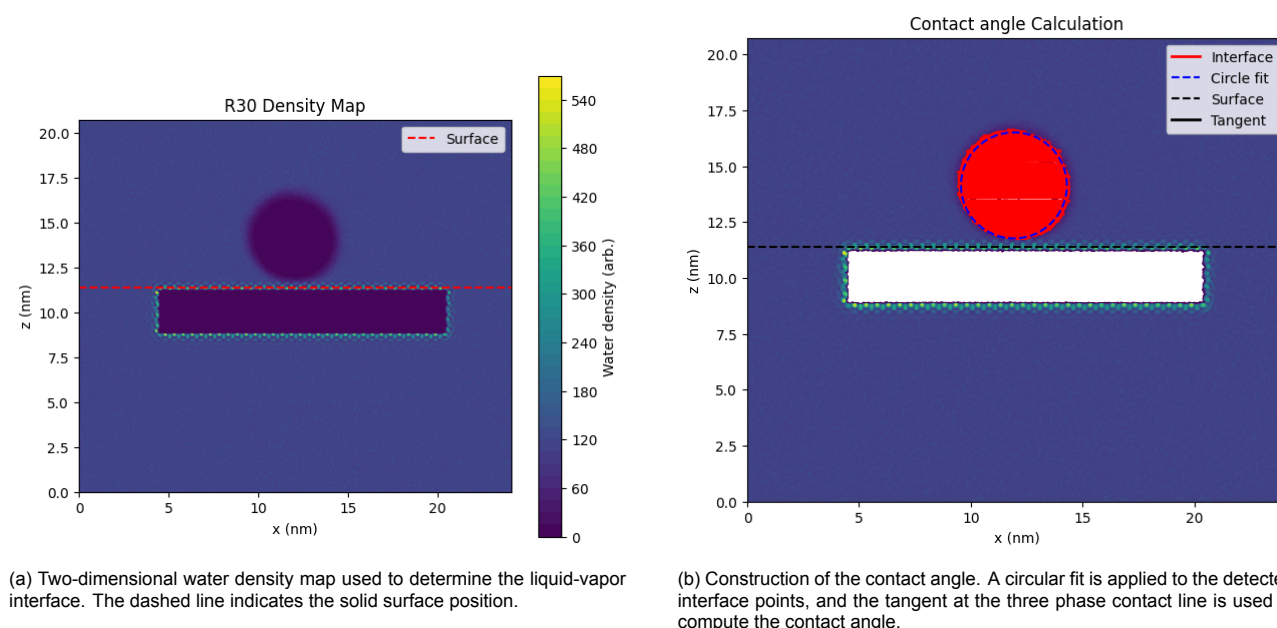 R30 Density Map
Surface
20.0
17.5
15.0
12.5
10.0
7.5
5.0
2.5
0.0
z (nm)
0
5
10
15
20
x (nm)
540
480
420
360
300
240
180
120
60
0
Water density (arb.)
(a) Two-dimensional water density map used to determine the liquid-vapor
interface. The dashed line indicates the solid surface position.
Contact angle Calculation
Interface
Circle fit
Surface
Tangent
20.0
17.5
15.0
12.5
10.0
7.5
5.0
2.5
0.0
z (nm)
0
5
10
15
20
x (nm)
(b) Construction of the contact angle. A circular fit is applied to the detecte
interface points, and the tangent at the three phase contact line is used
compute the contact angle.